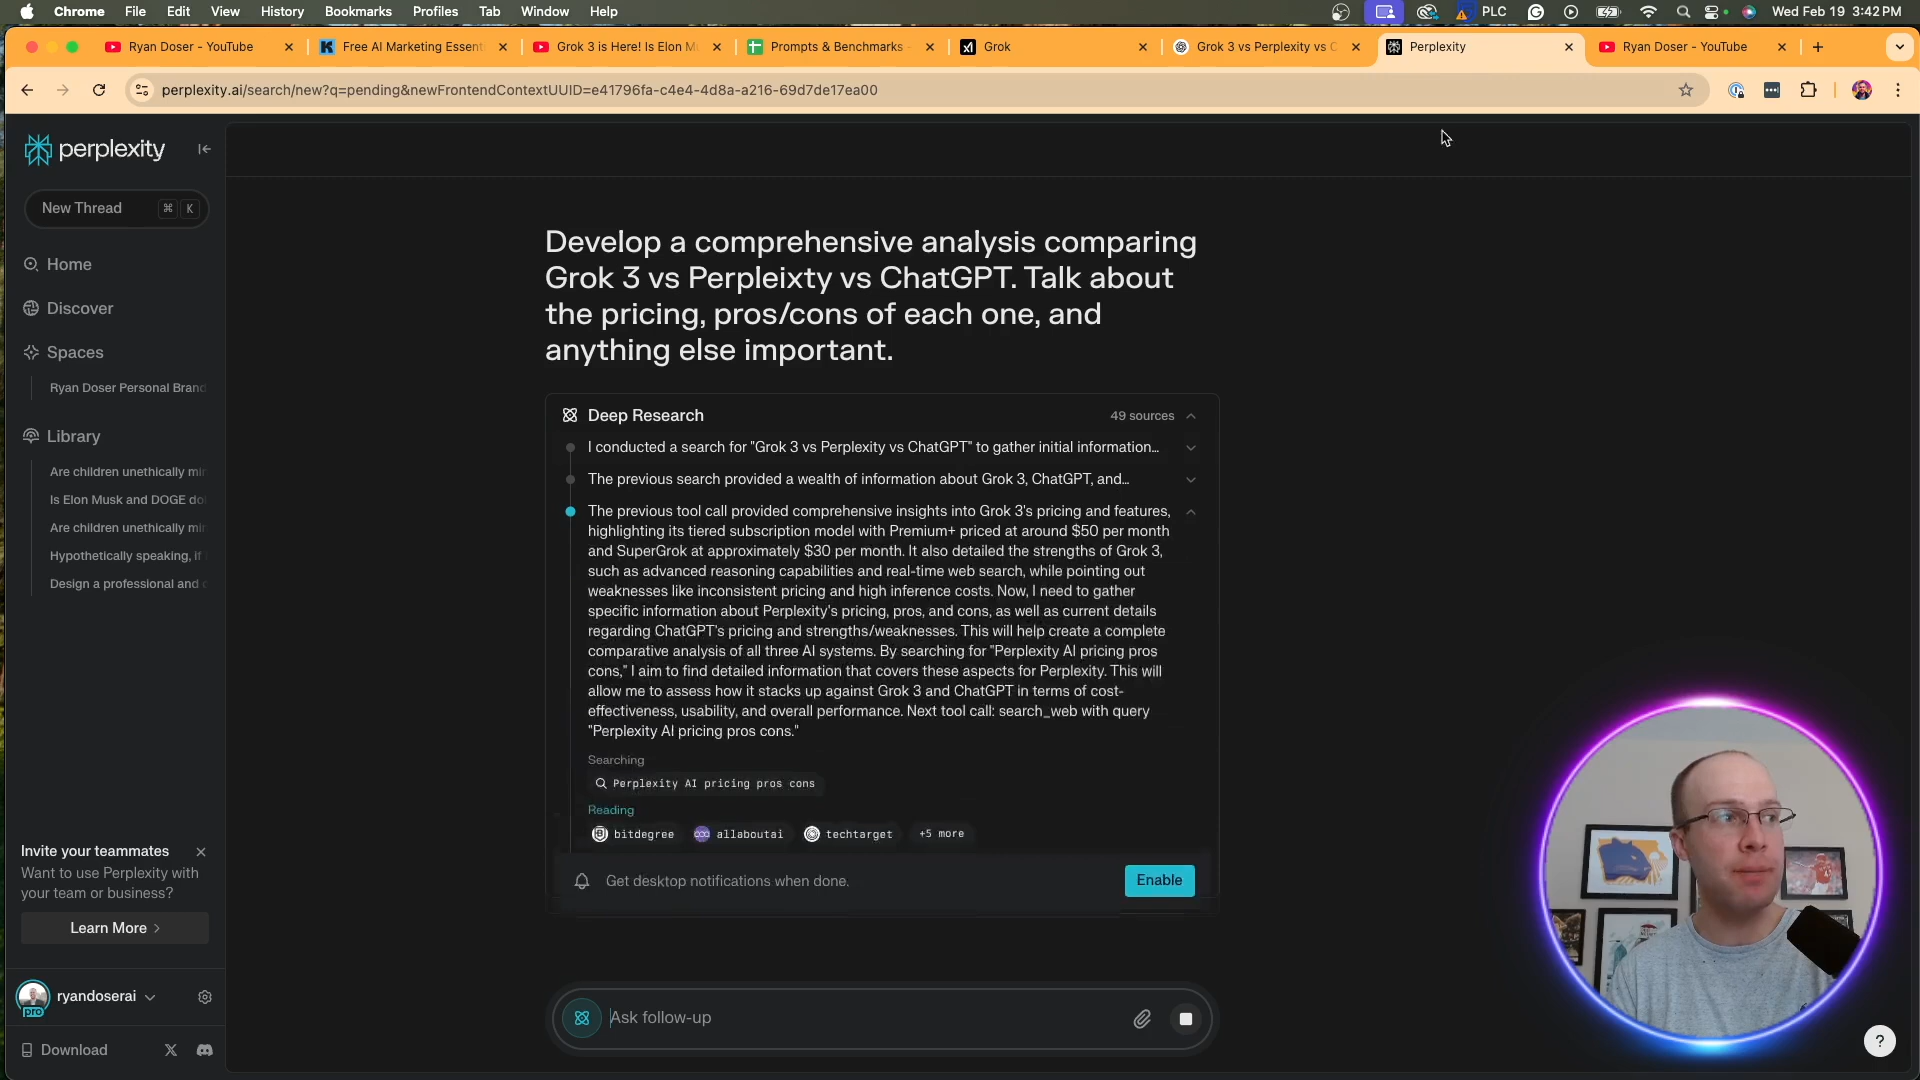 Chrome File Edit View History Bookmarks Profiles Tab Window Help PLC Wed Feb 19 3:42 PM
Ryan Doser - YouTube Free AI Marketing Essent Grok 3 is Here! Is Elon M Prompts & Benchmarks - Grok Grok 3 vs Perplexity vs C Perplexity Ryan Doser - YouTube
perplexity.ai/search/new?q=pending&newFrontendContextUUID=e41796fa-c4e4-4d8a-a216-69d7de17ea00
perplexity
New Thread ⌘ K
Home
Discover
Spaces
Ryan Doser Personal Brand
Library
Are children unethically mi
Is Elon Musk and DOGE do
Are children unethically mi
Hypothetically speaking, if
Design a professional and
Invite your teammates
Want to use Perplexity with
your team or business?
Learn More
ryandoserai
pro
Download
Develop a comprehensive analysis comparing
Grok 3 vs Perpleixty vs ChatGPT. Talk about
the pricing, pros/cons of each one, and
anything else important.
Deep Research 49 sources
I conducted a search for "Grok 3 vs Perplexity vs ChatGPT" to gather initial information...
The previous search provided a wealth of information about Grok 3, ChatGPT, and...
The previous tool call provided comprehensive insights into Grok 3's pricing and features,
highlighting its tiered subscription model with Premium+ priced at around $50 per month
and SuperGrok at approximately $30 per month. It also detailed the strengths of Grok 3,
such as advanced reasoning capabilities and real-time web search, while pointing out
weaknesses like inconsistent pricing and high inference costs. Now, I need to gather
specific information about Perplexity's pricing, pros, and cons, as well as current details
regarding ChatGPT's pricing and strengths/weaknesses. This will help create a complete
comparative analysis of all three AI systems. By searching for "Perplexity AI pricing pros
cons," I aim to find detailed information that covers these aspects for Perplexity. This will
allow me to assess how it stacks up against Grok 3 and ChatGPT in terms of cost-
effectiveness, usability, and overall performance. Next tool call: search_web with query
"Perplexity AI pricing pros cons."
Searching
Perplexity AI pricing pros cons
Reading
bitdegree allaboutai techtarget +5 more
Get desktop notifications when done. Enable
Ask follow-up
?